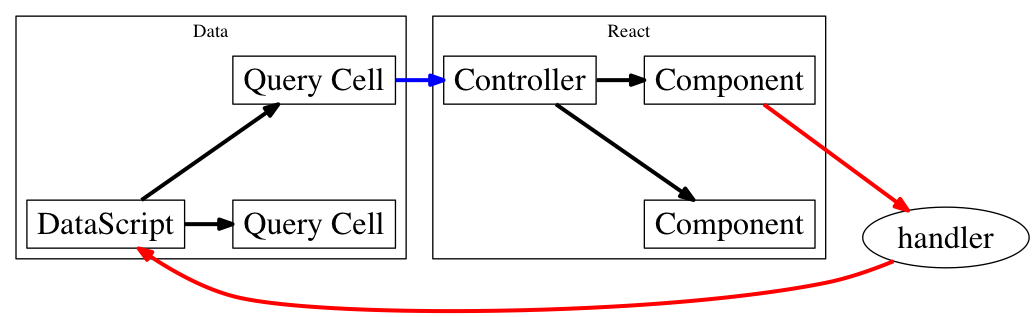 Data
React
Query Cell
Controller
Component
DataScript
Query Cell
Component
handler